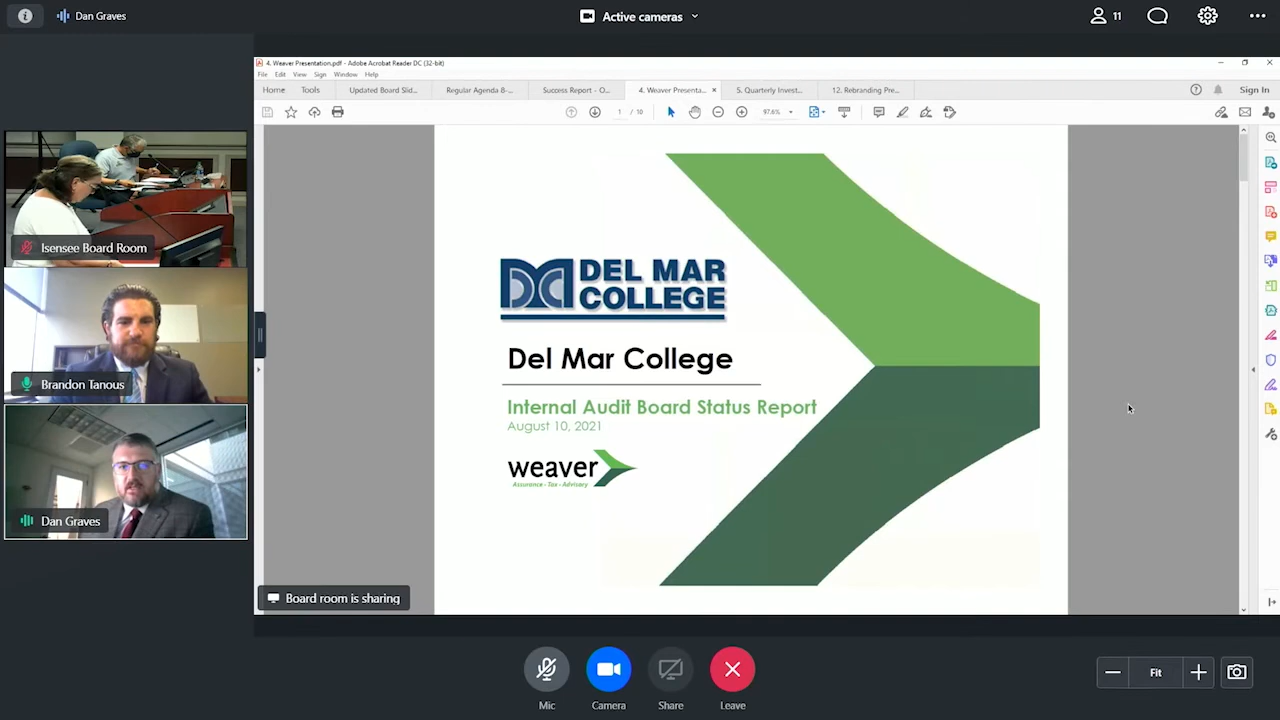 Dan Graves
Active cameras
11
4. Weaver Presentation.pdf - Adobe Acrobat Reader DC (32-bit)
File Edit View Sign Window Help
Home Tools Updated Board Slid... Regular Agenda 8-... Success Report - O... 4. Weaver Presenta... × 5. Quarterly Invest... 12. Rebranding Pre... Sign In
1 / 10 97.6%
Isensee Board Room
Brandon Tanous
Dan Graves
DEL MAR
COLLEGE
Del Mar College
Internal Audit Board Status Report
August 10, 2021
weaver
Assurance - Tax - Advisory
Board room is sharing
Mic Camera Share Leave
Fit